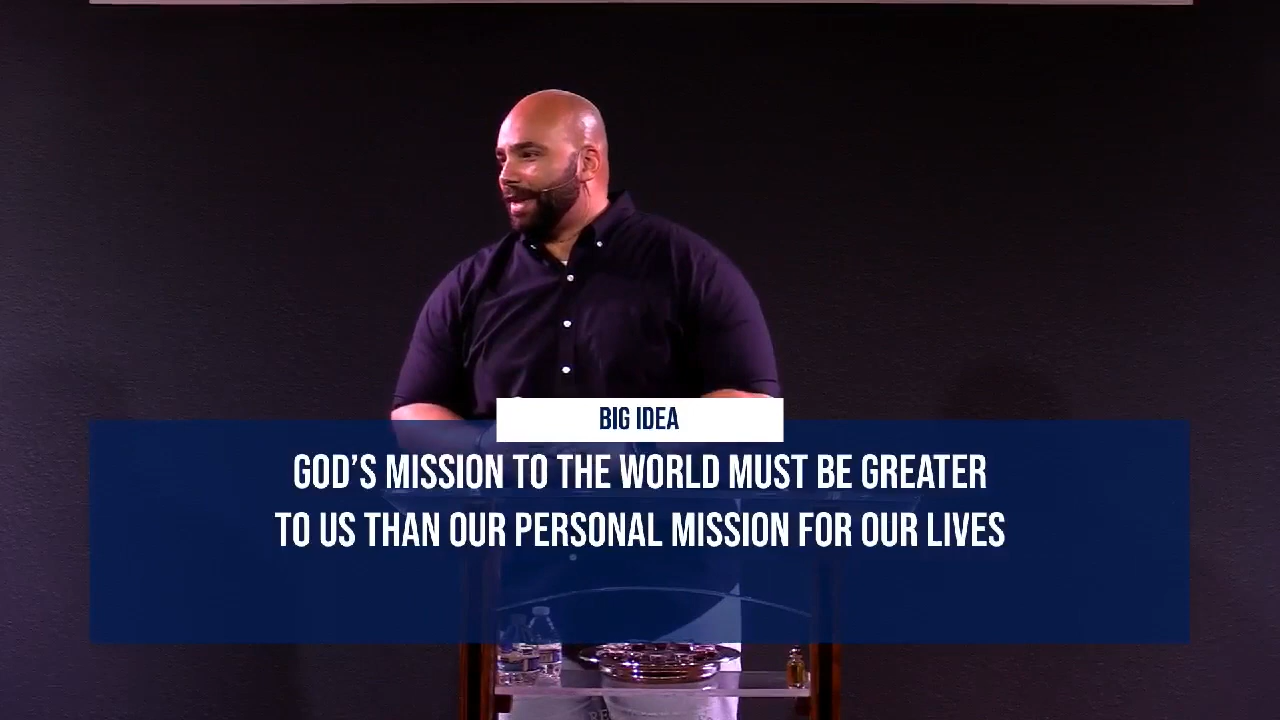 BIG IDEA
GOD’S MISSION TO THE WORLD MUST BE GREATER
TO US THAN OUR PERSONAL MISSION FOR OUR LIVES